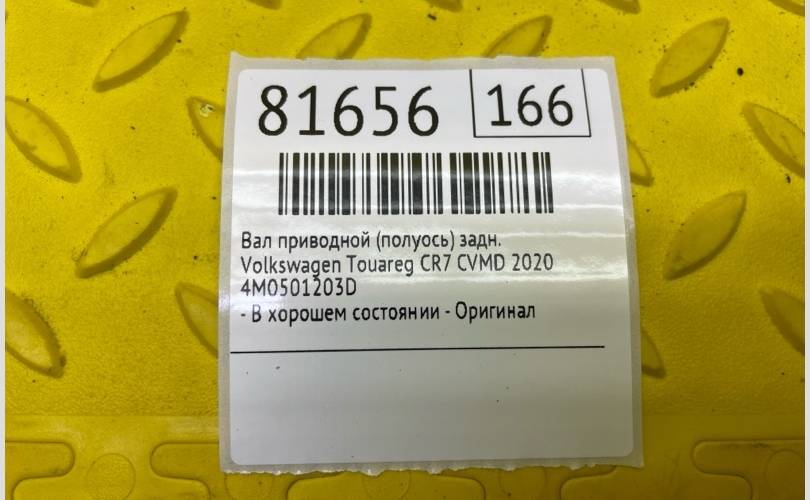 81656 166
Вал приводной (полуось) задн.
Volkswagen Touareg CR7 CVMD 2020
4M0501203D
- В хорошем состоянии - Оригинал